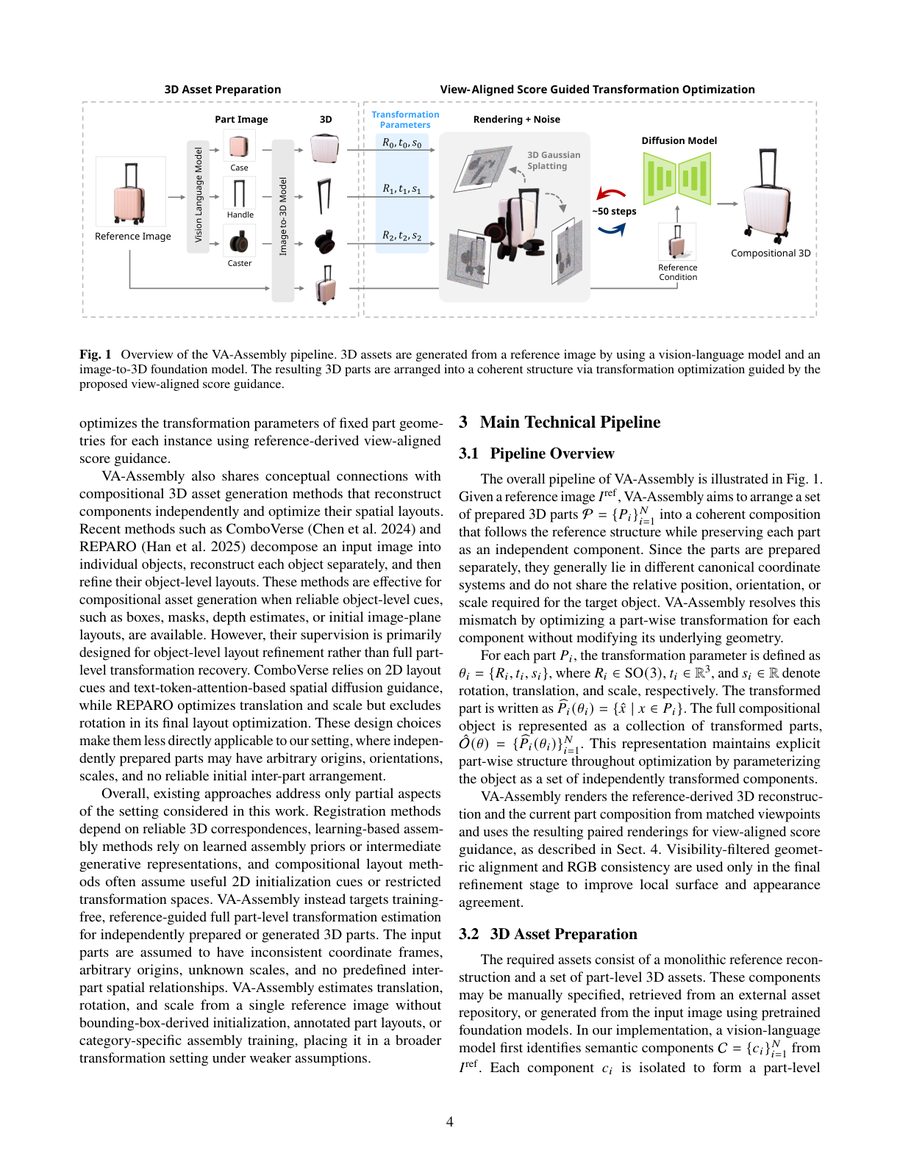 3D Asset Preparation
View-Aligned Score Guided Transformation Optimization
Part Image
3D
Transformation
Parameters
Rendering + Noise
Diffusion Model
Vision Language Model
Image-to-3D Model
Case
Handle
Caster
Reference Image
R₀, t₀, s₀
R₁, t₁, s₁
R₂, t₂, s₂
3D Gaussian
Splatting
~50 steps
Reference
Condition
Compositional 3D
Fig. 1 Overview of the VA-Assembly pipeline. 3D assets are generated from a reference image by using a vision-language model and an
image-to-3D foundation model. The resulting 3D parts are arranged into a coherent structure via transformation optimization guided by the
proposed view-aligned score guidance.
optimizes the transformation parameters of fixed part geome-
tries for each instance using reference-derived view-aligned
score guidance.
VA-Assembly also shares conceptual connections with
compositional 3D asset generation methods that reconstruct
components independently and optimize their spatial layouts.
Recent methods such as ComboVerse (Chen et al. 2024) and
REPARO (Han et al. 2025) decompose an input image into
individual objects, reconstruct each object separately, and then
refine their object-level layouts. These methods are effective for
compositional asset generation when reliable object-level cues,
such as boxes, masks, depth estimates, or initial image-plane
layouts, are available. However, their supervision is primarily
designed for object-level layout refinement rather than full part-
level transformation recovery. ComboVerse relies on 2D layout
cues and text-token-attention-based spatial diffusion guidance,
while REPARO optimizes translation and scale but excludes
rotation in its final layout optimization. These design choices
make them less directly applicable to our setting, where indepen-
dently prepared parts may have arbitrary origins, orientations,
scales, and no reliable initial inter-part arrangement.
Overall, existing approaches address only partial aspects
of the setting considered in this work. Registration methods
depend on reliable 3D correspondences, learning-based assem-
bly methods rely on learned assembly priors or intermediate
generative representations, and compositional layout meth-
ods often assume useful 2D initialization cues or restricted
transformation spaces. VA-Assembly instead targets training-
free, reference-guided full part-level transformation estimation
for independently prepared or generated 3D parts. The input
parts are assumed to have inconsistent coordinate frames,
arbitrary origins, unknown scales, and no predefined inter-
part spatial relationships. VA-Assembly estimates translation,
rotation, and scale from a single reference image without
bounding-box-derived initialization, annotated part layouts, or
category-specific assembly training, placing it in a broader
transformation setting under weaker assumptions.
3 Main Technical Pipeline
3.1 Pipeline Overview
The overall pipeline of VA-Assembly is illustrated in Fig. 1.
Given a reference image I^ref, VA-Assembly aims to arrange a set
of prepared 3D parts 𝒫 = {P_i}_{i=1}^N into a coherent composition
that follows the reference structure while preserving each part
as an independent component. Since the parts are prepared
separately, they generally lie in different canonical coordinate
systems and do not share the relative position, orientation, or
scale required for the target object. VA-Assembly resolves this
mismatch by optimizing a part-wise transformation for each
component without modifying its underlying geometry.
For each part P_i, the transformation parameter is defined as
θ_i = {R_i, t_i, s_i}, where R_i ∈ SO(3), t_i ∈ ℝ³, and s_i ∈ ℝ denote
rotation, translation, and scale, respectively. The transformed
part is written as P̂_i(θ_i) = {x̂ | x ∈ P_i}. The full compositional
object is represented as a collection of transformed parts,
Ô(θ) = {P̂_i(θ_i)}_{i=1}^N. This representation maintains explicit
part-wise structure throughout optimization by parameterizing
the object as a set of independently transformed components.
VA-Assembly renders the reference-derived 3D reconstruc-
tion and the current part composition from matched viewpoints
and uses the resulting paired renderings for view-aligned score
guidance, as described in Sect. 4. Visibility-filtered geomet-
ric alignment and RGB consistency are used only in the final
refinement stage to improve local surface and appearance
agreement.
3.2 3D Asset Preparation
The required assets consist of a monolithic reference recon-
struction and a set of part-level 3D assets. These components
may be manually specified, retrieved from an external asset
repository, or generated from the input image using pretrained
foundation models. In our implementation, a vision-language
model first identifies semantic components C = {c_i}_{i=1}^N from
I^ref. Each component c_i is isolated to form a part-level
4